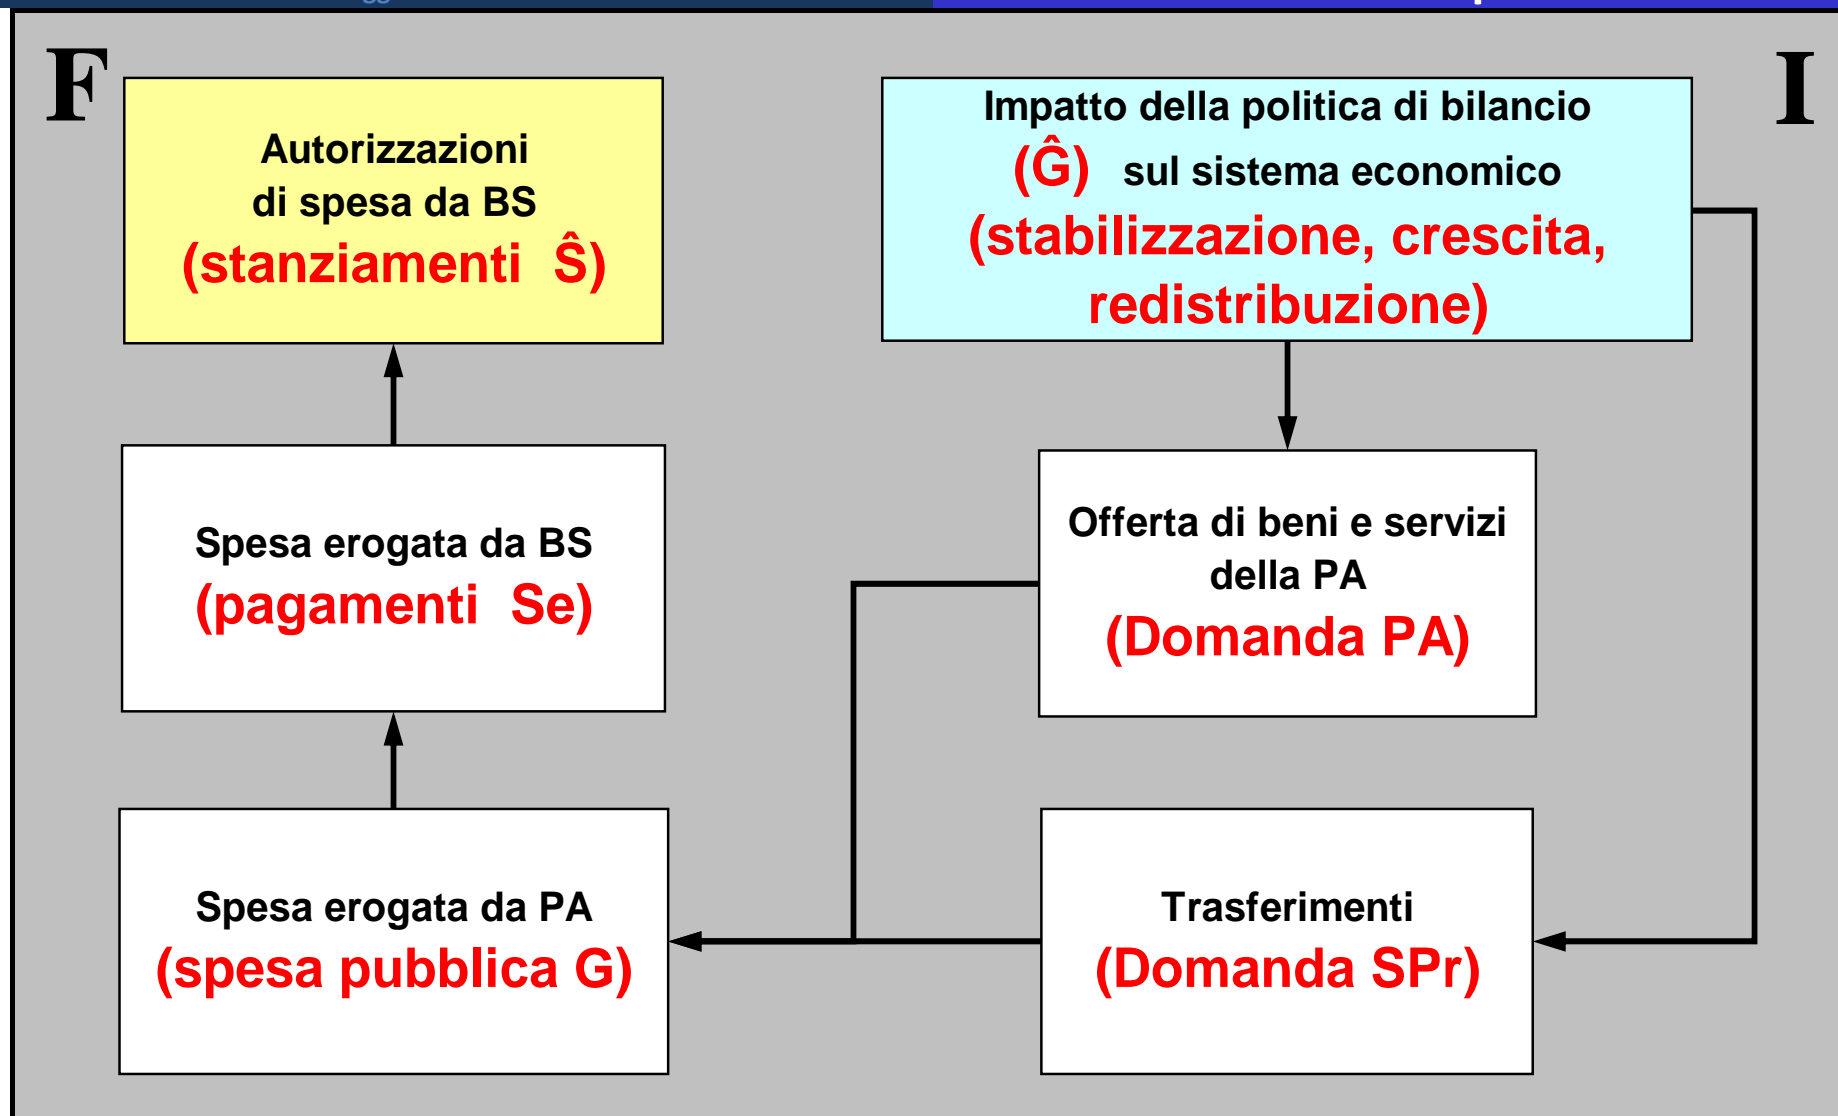 F
I
Autorizzazioni
di spesa da BS
(stanziamenti Ŝ)
Impatto della politica di bilancio
(Ĝ) sul sistema economico
(stabilizzazione, crescita,
redistribuzione)
Spesa erogata da BS
(pagamenti Se)
Offerta di beni e servizi
della PA
(Domanda PA)
Spesa erogata da PA
(spesa pubblica G)
Trasferimenti
(Domanda SPr)